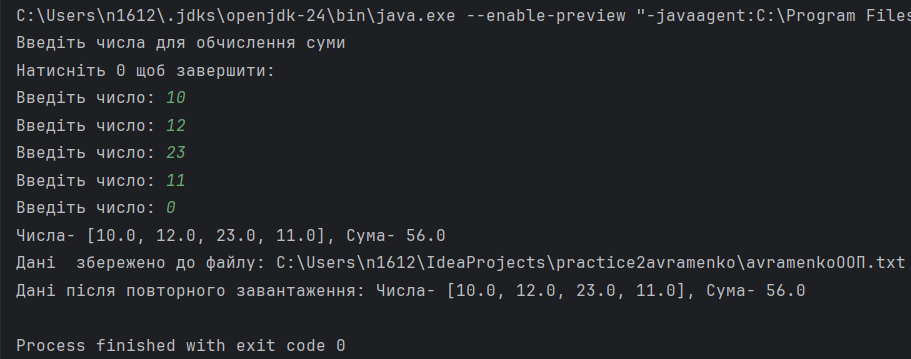 C:\Users\n1612\.jdks\openjdk-24\bin\java.exe --enable-preview "-javaagent:C:\Program Files
Введіть числа для обчислення суми
Натисніть 0 щоб завершити:
Введіть число: 10
Введіть число: 12
Введіть число: 23
Введіть число: 11
Введіть число: 0
Числа- [10.0, 12.0, 23.0, 11.0], Сума- 56.0
Дані  збережено до файлу: C:\Users\n1612\IdeaProjects\practice2avramenko\avramenkoООП.txt
Дані після повторного завантаження: Числа- [10.0, 12.0, 23.0, 11.0], Сума- 56.0
Process finished with exit code 0